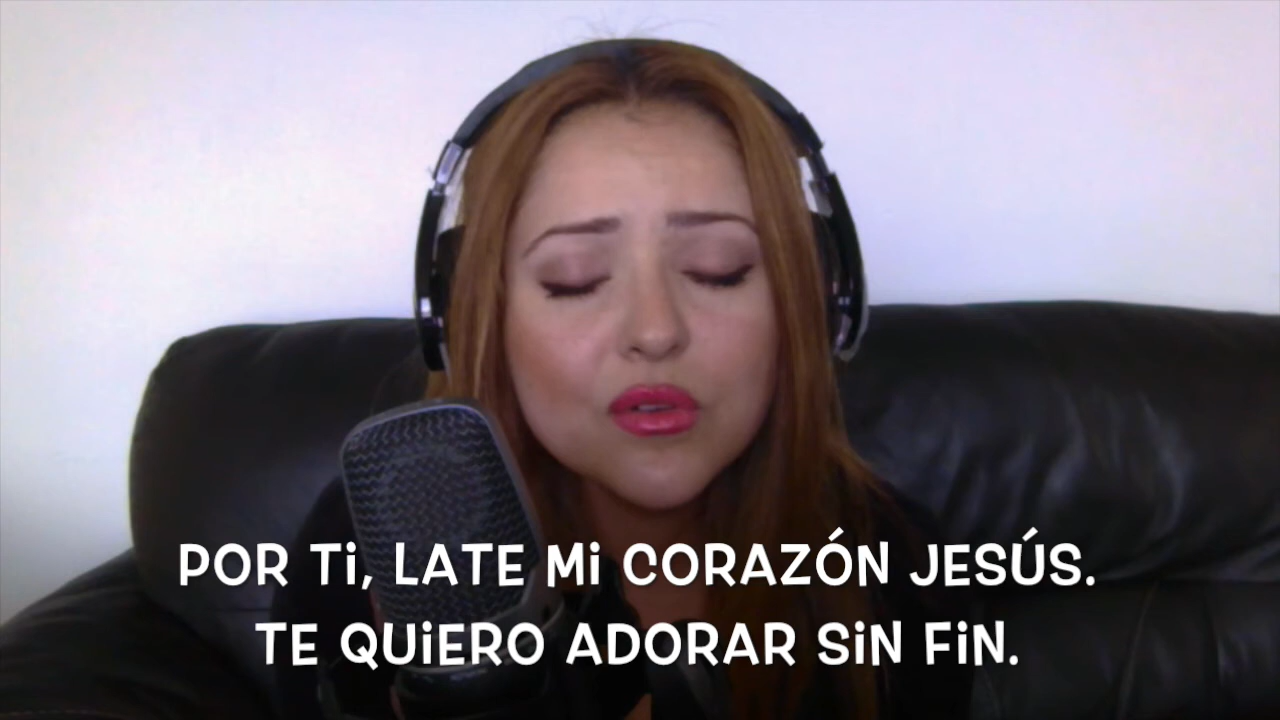 POR Ti, LATE Mi CORAZÓN JESÚS.
TE QUiERO ADORAR SiN FiN.